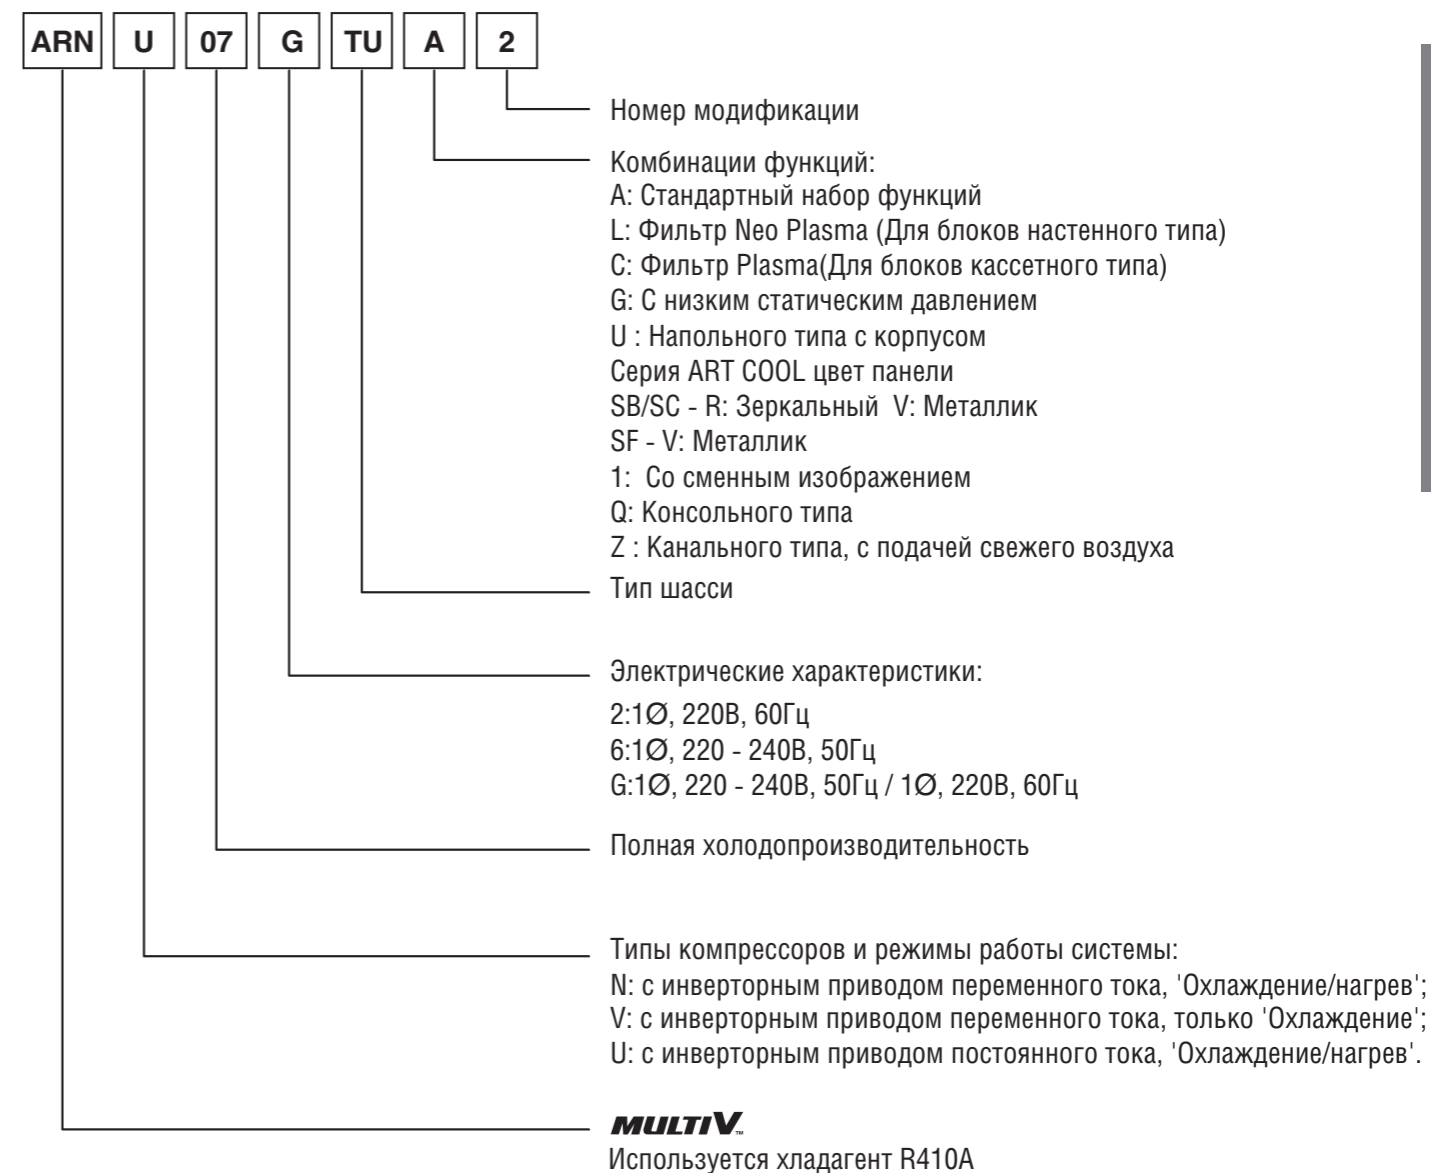 ARN U 07 G TU A 2
Номер модификации
Комбинации функций:
A: Стандартный набор функций
L: Фильтр Neo Plasma (Для блоков настенного типа)
C: Фильтр Plasma(Для блоков кассетного типа)
G: С низким статическим давлением
U : Напольного типа с корпусом
Серия ART COOL цвет панели
SB/SC - R: Зеркальный V: Металлик
SF - V: Металлик
1: Со сменным изображением
Q: Консольного типа
Z : Канального типа, с подачей свежего воздуха
Тип шасси
Электрические характеристики:
2:1Ø, 220В, 60Гц
6:1Ø, 220 - 240В, 50Гц
G:1Ø, 220 - 240В, 50Гц / 1Ø, 220В, 60Гц
Полная холодопроизводительность
Типы компрессоров и режимы работы системы:
N: с инверторным приводом переменного тока, 'Охлаждение/нагрев';
V: с инверторным приводом переменного тока, только 'Охлаждение';
U: с инверторным приводом постоянного тока, 'Охлаждение/нагрев'.
MULTI V™
Используется хладагент R410A